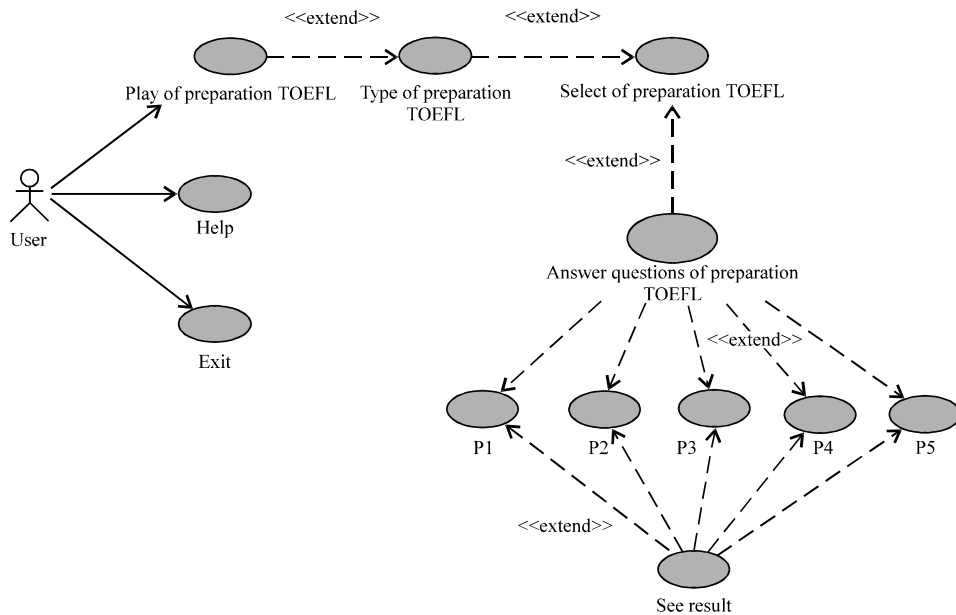 <<extend>>
<<extend>>
Play of preparation TOEFL
Type of preparation
TOEFL
Select of preparation TOEFL
<<extend>>
User
Help
Answer questions of preparation
TOEFL
Exit
<<extend>>
P1
P2
P3
P4
P5
<<extend>>
See result